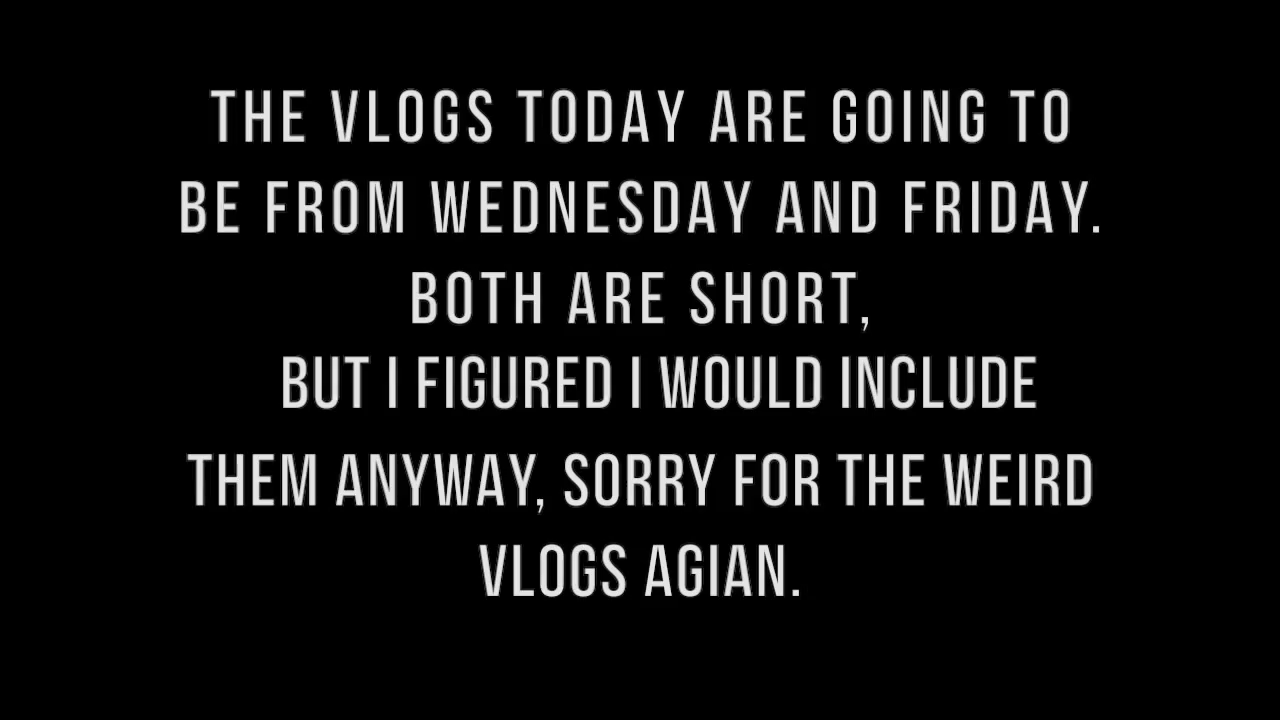 THE VLOGS TODAY ARE GOING TO
BE FROM WEDNESDAY AND FRIDAY.
BOTH ARE SHORT,
BUT I FIGURED I WOULD INCLUDE
THEM ANYWAY, SORRY FOR THE WEIRD
VLOGS AGIAN.